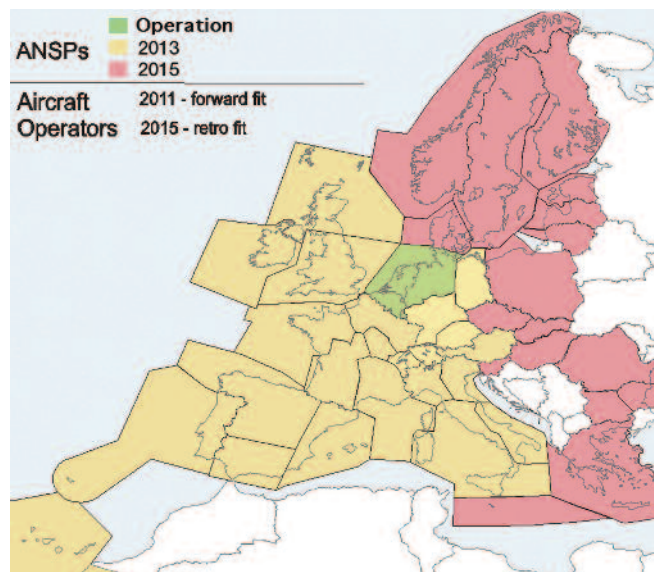 Operation
ANSPs 2013
2015
Aircraft 2011 - forward fit
Operators 2015 - retro fit